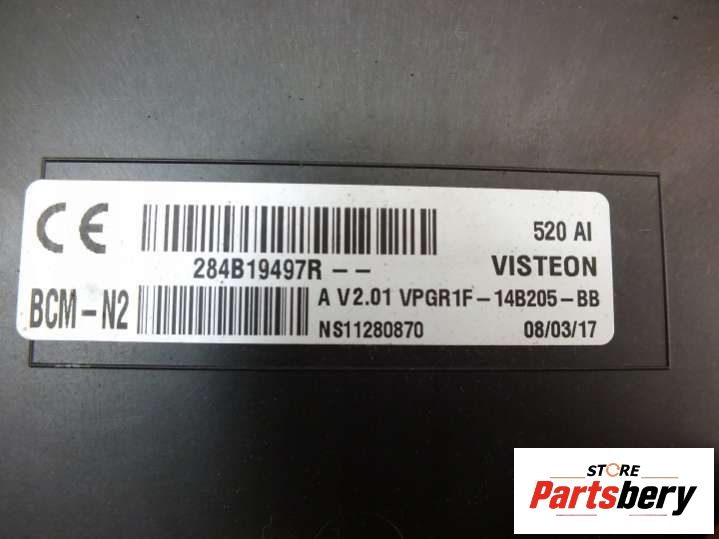 CE
520 AI
284B19497R - -
VISTEON
BCM - N2
A V2.01 VPGR1F-14B205-BB
NS11280870
08/03/17
STORE
Partsbery